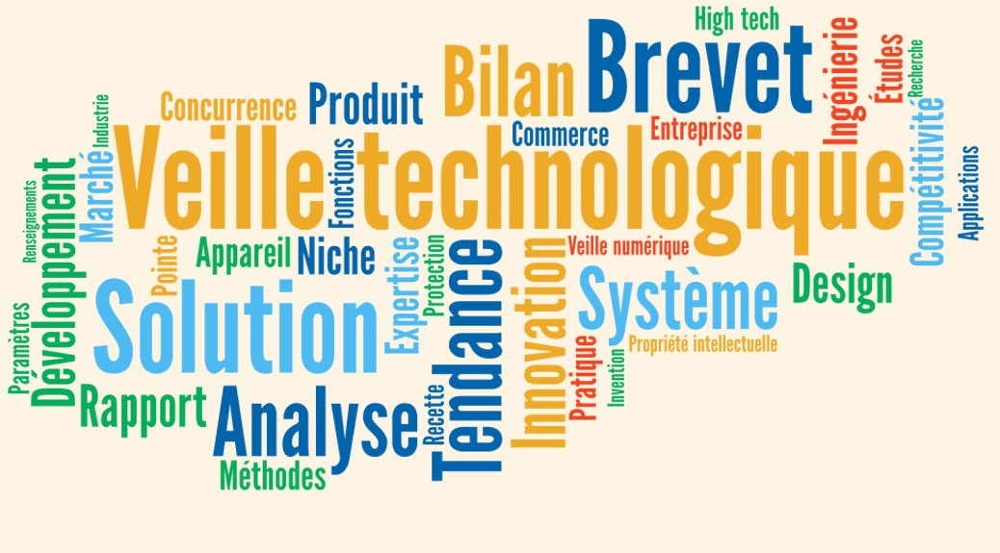 High tech
Brevet
Bilan
Ingénierie
Études
Recherche
Concurrence
Produit
Industrie
Commerce
Entreprise
Veille technologique
Fonctions
Marché
Compétitivité
Applications
Renseignements
Développement
Pointe
Appareil
Niche
Expertise
Protection
Tendance
Innovation
Veille numérique
Système
Design
Solution
Paramètres
Propriété intellectuelle
Pratique
Invention
Rapport
Analyse
Recette
Méthodes